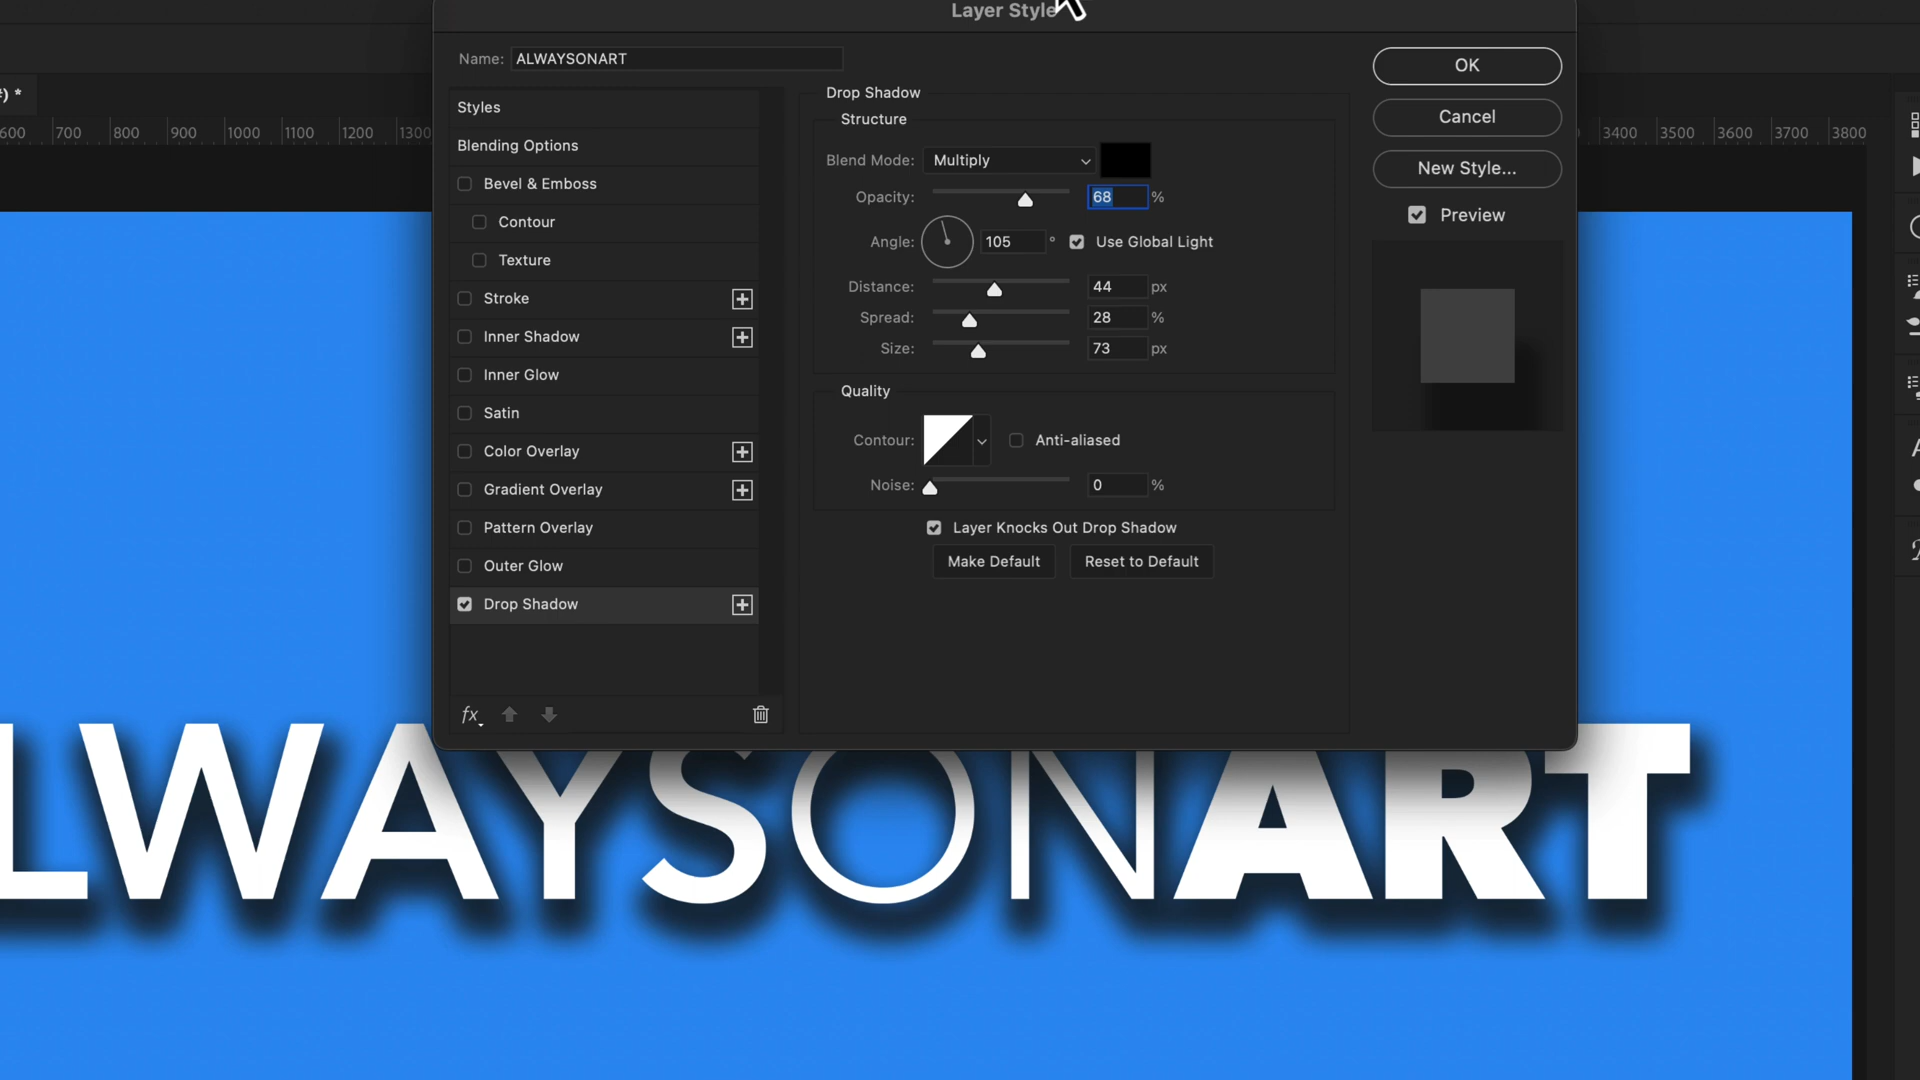 Layer Style
Name: ALWAYSONART
OK
Cancel
New Style...
Preview
Styles
Blending Options
Bevel & Emboss
Contour
Texture
Stroke
Inner Shadow
Inner Glow
Satin
Color Overlay
Gradient Overlay
Pattern Overlay
Outer Glow
Drop Shadow
fx
Drop Shadow
Structure
Blend Mode: Multiply
Opacity: 68 %
Angle: 105 ° Use Global Light
Distance: 44 px
Spread: 28 %
Size: 73 px
Quality
Contour: Anti-aliased
Noise: 0 %
Layer Knocks Out Drop Shadow
Make Default Reset to Default
) *
600 700 800 900 1000 1100 1200 1300 3400 3500 3600 3700 3800
LWAYSONART